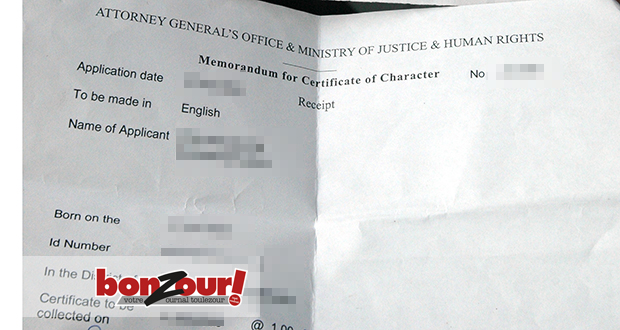 ATTORNEY GENERAL'S OFFICE & MINISTRY OF JUSTICE & HUMAN RIGHTS
Memorandum for Certificate of Character
Application date
No
Receipt
To be made in English
Name of Applicant
Born on the
Id Number
In the District of
bonZour!
votre journal toulezour
Certificate to be
collected on @ 1.00